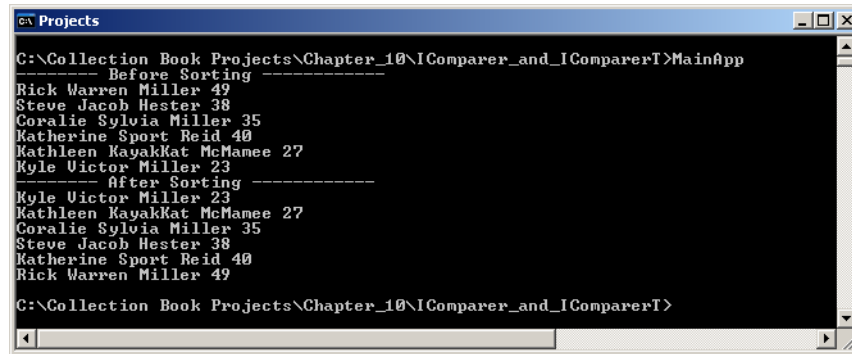 Projects
C:\Collection Book Projects\Chapter_10\IComparer_and_IComparerT>MainApp
-------- Before Sorting ------------
Rick Warren Miller 49
Steve Jacob Hester 38
Coralie Sylvia Miller 35
Katherine Sport Reid 40
Kathleen KayakKat McMamee 27
Kyle Victor Miller 23
-------- After Sorting ------------
Kyle Victor Miller 23
Kathleen KayakKat McMamee 27
Coralie Sylvia Miller 35
Steve Jacob Hester 38
Katherine Sport Reid 40
Rick Warren Miller 49
C:\Collection Book Projects\Chapter_10\IComparer_and_IComparerT>